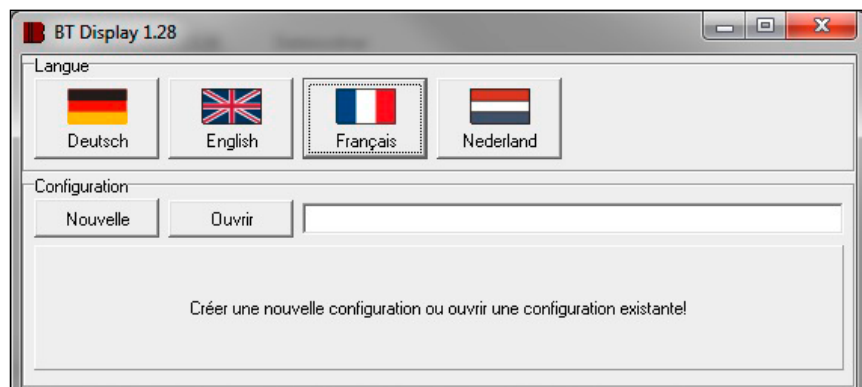 BT Display 1.28
Langue
Deutsch English Français Nederland
Configuration
Nouvelle Ouvrir
Créer une nouvelle configuration ou ouvrir une configuration existante!